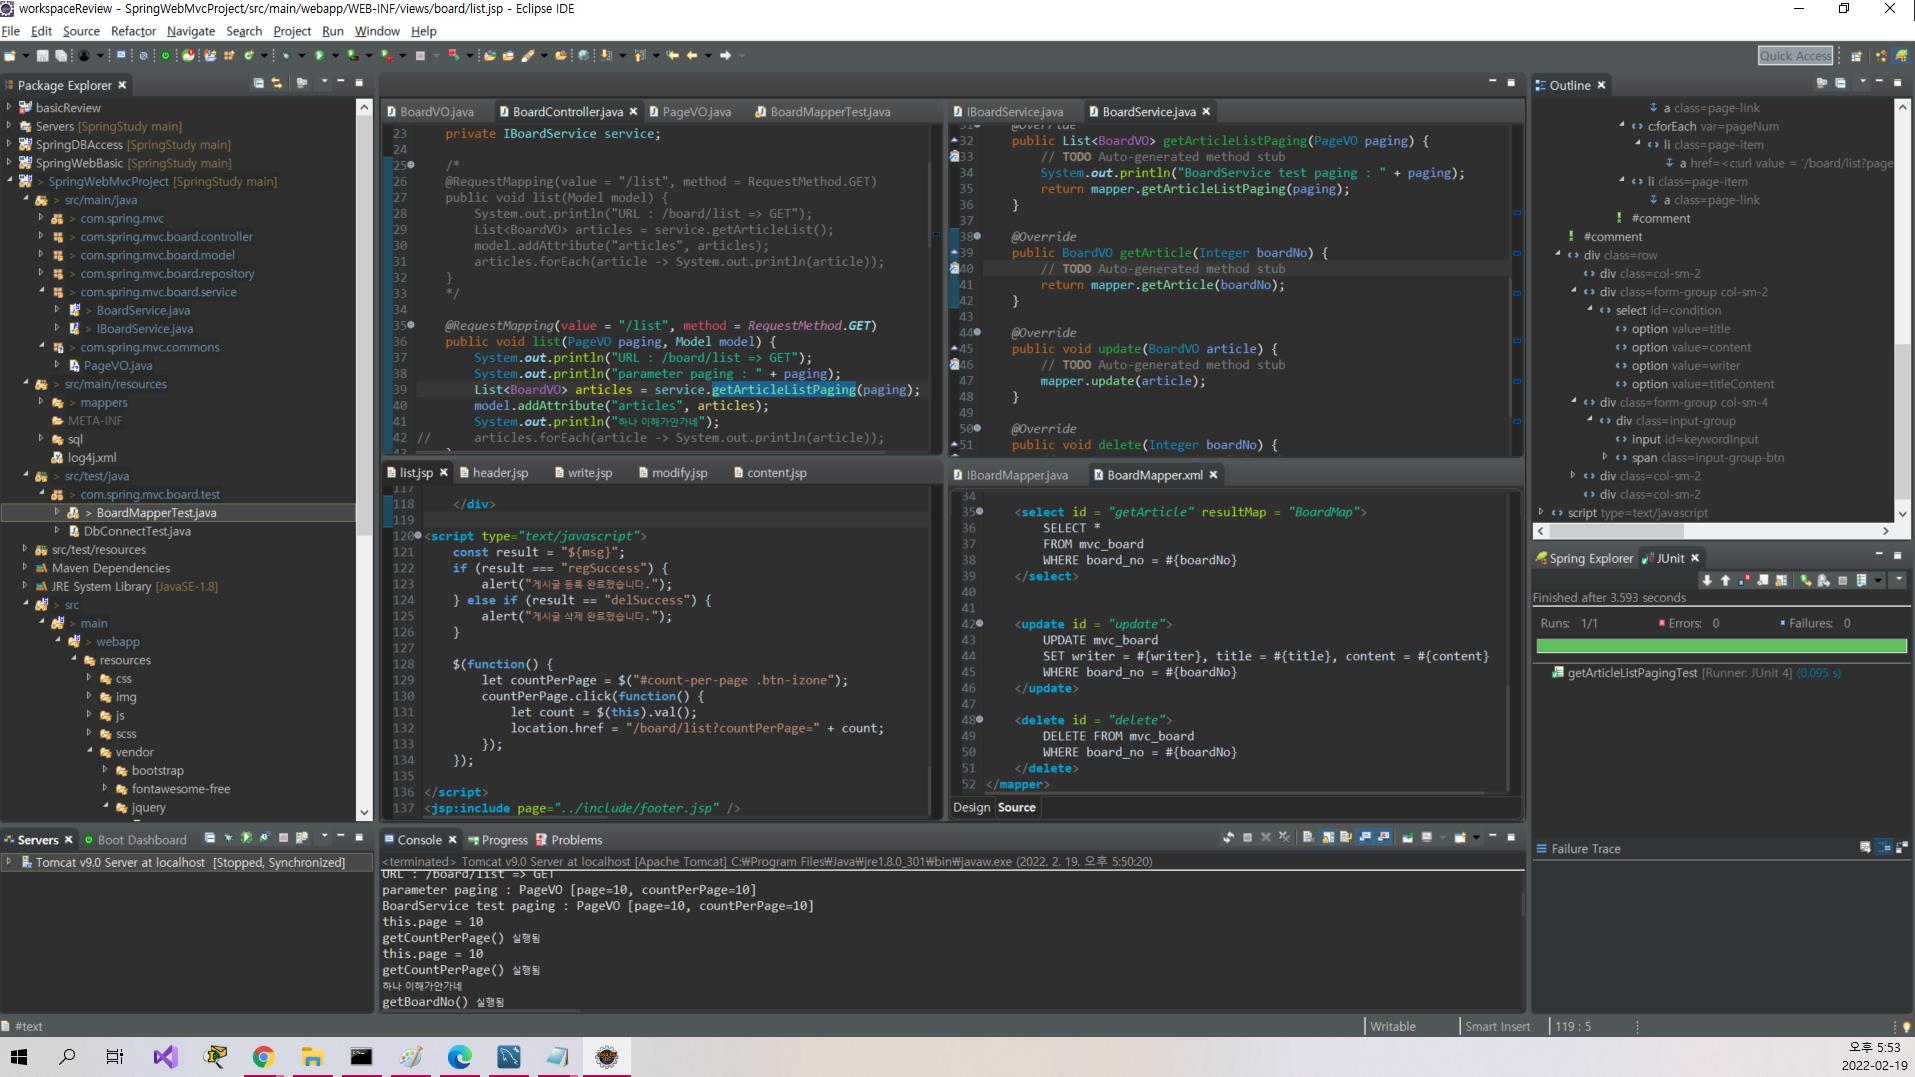 workspaceReview - SpringWebMvcProject/src/main/webapp/WEB-INF/views/board/list.jsp - Eclipse IDE
File Edit Source Refactor Navigate Search Project Run Window Help
Quick Access
Package Explorer
basicReview
Servers [SpringStudy main]
SpringDBAccess [SpringStudy main]
SpringWebBasic [SpringStudy main]
> SpringWebMvcProject [SpringStudy main]
> src/main/java
> com.spring.mvc
> com.spring.mvc.board.controller
> com.spring.mvc.board.model
> com.spring.mvc.board.repository
> com.spring.mvc.board.service
> BoardService.java
> IBoardService.java
> com.spring.mvc.commons
PageVO.java
> src/main/resources
> mappers
META-INF
> sql
log4j.xml
> src/test/java
> com.spring.mvc.board.test
> BoardMapperTest.java
DbConnectTest.java
src/test/resources
Maven Dependencies
JRE System Library [JavaSE-1.8]
> src
> main
> webapp
resources
css
img
js
scss
vendor
bootstrap
fontawesome-free
jquery
BoardVO.java BoardController.java PageVO.java BoardMapperTest.java
23 private IBoardService service;
24
25 /*
26 @RequestMapping(value = "/list", method = RequestMethod.GET)
27 public void list(Model model) {
28 System.out.println("URL : /board/list => GET");
29 List<BoardVO> articles = service.getArticleList();
30 model.addAttribute("articles", articles);
31 articles.forEach(article -> System.out.println(article));
32 }
33 */
34
35 @RequestMapping(value = "/list", method = RequestMethod.GET)
36 public void list(PageVO paging, Model model) {
37 System.out.println("URL : /board/list => GET");
38 System.out.println("parameter paging : " + paging);
39 List<BoardVO> articles = service.getArticleListPaging(paging);
40 model.addAttribute("articles", articles);
41 System.out.println("하나 이해가안가네");
42 // articles.forEach(article -> System.out.println(article));
43 }
IBoardService.java BoardService.java
31 @Override
32 public List<BoardVO> getArticleListPaging(PageVO paging) {
33 // TODO Auto-generated method stub
34 System.out.println("BoardService test paging : " + paging);
35 return mapper.getArticleListPaging(paging);
36 }
37
38 @Override
39 public BoardVO getArticle(Integer boardNo) {
40 // TODO Auto-generated method stub
41 return mapper.getArticle(boardNo);
42 }
43
44 @Override
45 public void update(BoardVO article) {
46 // TODO Auto-generated method stub
47 mapper.update(article);
48 }
49
50 @Override
51 public void delete(Integer boardNo) {
list.jsp header.jsp write.jsp modify.jsp content.jsp
117
118 </div>
119
120 <script type="text/javascript">
121 const result = "${msg}";
122 if (result === "regSuccess") {
123 alert("게시글 등록 완료했습니다.");
124 } else if (result == "delSuccess") {
125 alert("게시글 삭제 완료했습니다.");
126 }
127
128 $(function() {
129 let countPerPage = $("#count-per-page .btn-izone");
130 countPerPage.click(function() {
131 let count = $(this).val();
132 location.href = "/board/list?countPerPage=" + count;
133 });
134 });
135
136 </script>
137 <jsp:include page="../include/footer.jsp" />
IBoardMapper.java BoardMapper.xml
34
35 <select id = "getArticle" resultMap = "BoardMap">
36 SELECT *
37 FROM mvc_board
38 WHERE board_no = #{boardNo}
39 </select>
40
41
42 <update id = "update">
43 UPDATE mvc_board
44 SET writer = #{writer}, title = #{title}, content = #{content}
45 WHERE board_no = #{boardNo}
46 </update>
47
48 <delete id = "delete">
49 DELETE FROM mvc_board
50 WHERE board_no = #{boardNo}
51 </delete>
52 </mapper>
Design Source
Outline
a class=page-link
c:forEach var=pageNum
li class=page-item
a href=<c:url value = '/board/list?page
li class=page-item
a class=page-link
#comment
#comment
div class=row
div class=col-sm-2
div class=form-group col-sm-2
select id=condition
option value=title
option value=content
option value=writer
option value=titleContent
div class=form-group col-sm-4
div class=input-group
input id=keywordInput
span class=input-group-btn
div class=col-sm-2
div class=col-sm-2
script type=text/javascript
Spring Explorer JUnit
Finished after 3.593 seconds
Runs: 1/1 Errors: 0 Failures: 0
getArticleListPagingTest [Runner: JUnit 4] (0.095 s)
Failure Trace
Servers Boot Dashboard
Tomcat v9.0 Server at localhost [Stopped, Synchronized]
Console Progress Problems
<terminated> Tomcat v9.0 Server at localhost [Apache Tomcat] C:₩Program Files₩Java₩jre1.8.0_301₩bin₩javaw.exe (2022. 2. 19. 오후 5:50:20)
URL : /board/list => GET
parameter paging : PageVO [page=10, countPerPage=10]
BoardService test paging : PageVO [page=10, countPerPage=10]
this.page = 10
getCountPerPage() 실행됨
this.page = 10
getCountPerPage() 실행됨
하나 이해가안가네
getBoardNo() 실행됨
#text
Writable Smart Insert 119 : 5
오후 5:53
2022-02-19